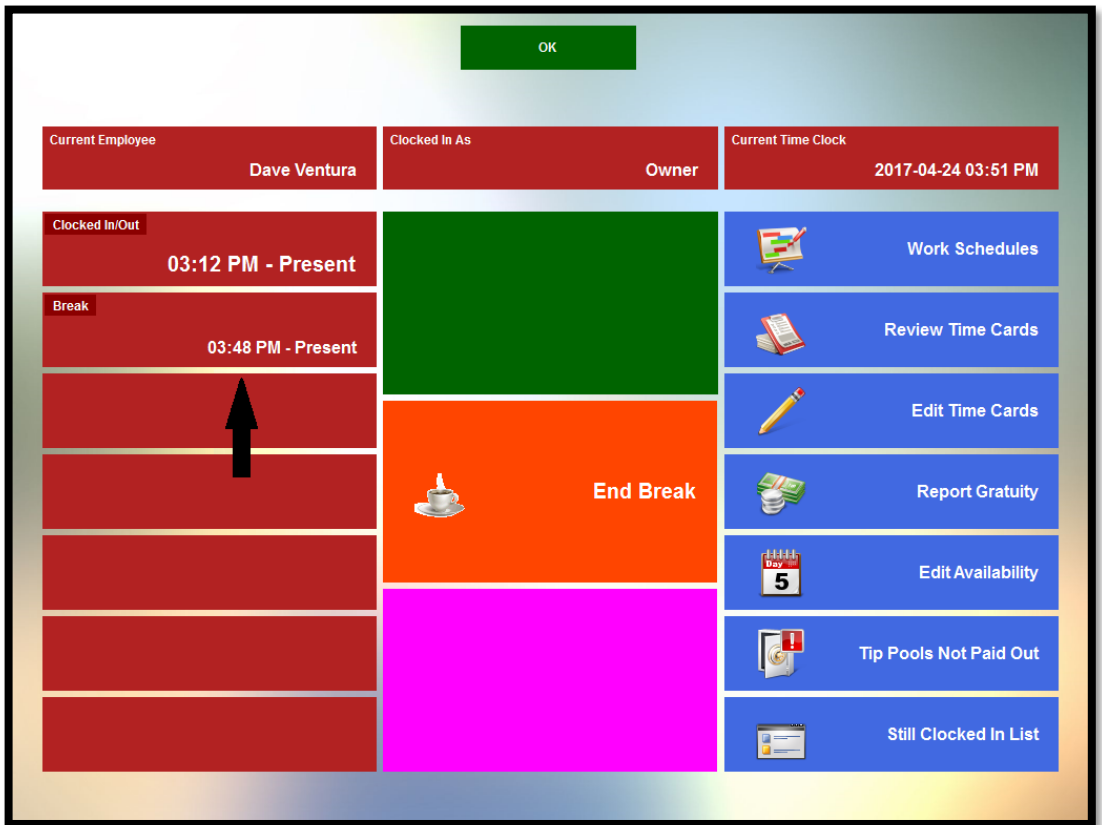 OK
Current Employee
Dave Ventura
Clocked In As
Owner
Current Time Clock
2017-04-24 03:51 PM
Clocked In/Out
03:12 PM - Present
Break
03:48 PM - Present
End Break
Work Schedules
Review Time Cards
Edit Time Cards
Report Gratuity
Day
5
Edit Availability
Tip Pools Not Paid Out
Still Clocked In List